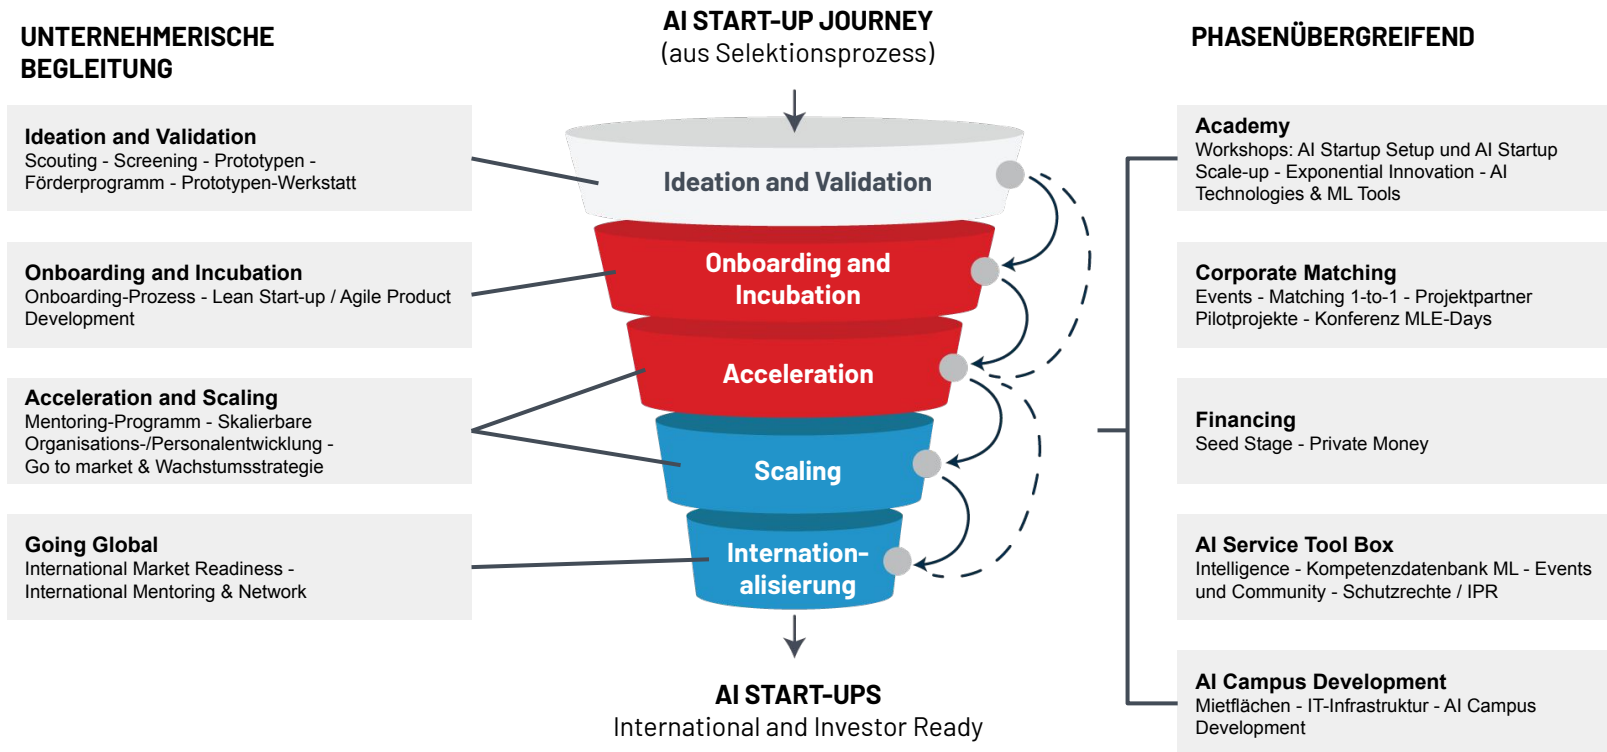 UNTERNEHMERISCHE
BEGLEITUNG
Ideation and Validation
Scouting - Screening - Prototypen -
Förderprogramm - Prototypen-Werkstatt
Onboarding and Incubation
Onboarding-Prozess - Lean Start-up / Agile Product
Development
Acceleration and Scaling
Mentoring-Programm - Skalierbare
Organisations-/Personalentwicklung -
Go to market & Wachstumsstrategie
Going Global
International Market Readiness -
International Mentoring & Network
AI START-UP JOURNEY
(aus Selektionsprozess)
Ideation and Validation
Onboarding and
Incubation
Acceleration
Scaling
Internation-
alisierung
AI START-UPS
International and Investor Ready
PHASENÜBERGREIFEND
Academy
Workshops: AI Startup Setup und AI Startup
Scale-up - Exponential Innovation - AI
Technologies & ML Tools
Corporate Matching
Events - Matching 1-to-1 - Projektpartner
Pilotprojekte - Konferenz MLE-Days
Financing
Seed Stage - Private Money
AI Service Tool Box
Intelligence - Kompetenzdatenbank ML - Events
und Community - Schutzrechte / IPR
AI Campus Development
Mietflächen - IT-Infrastruktur - AI Campus
Development